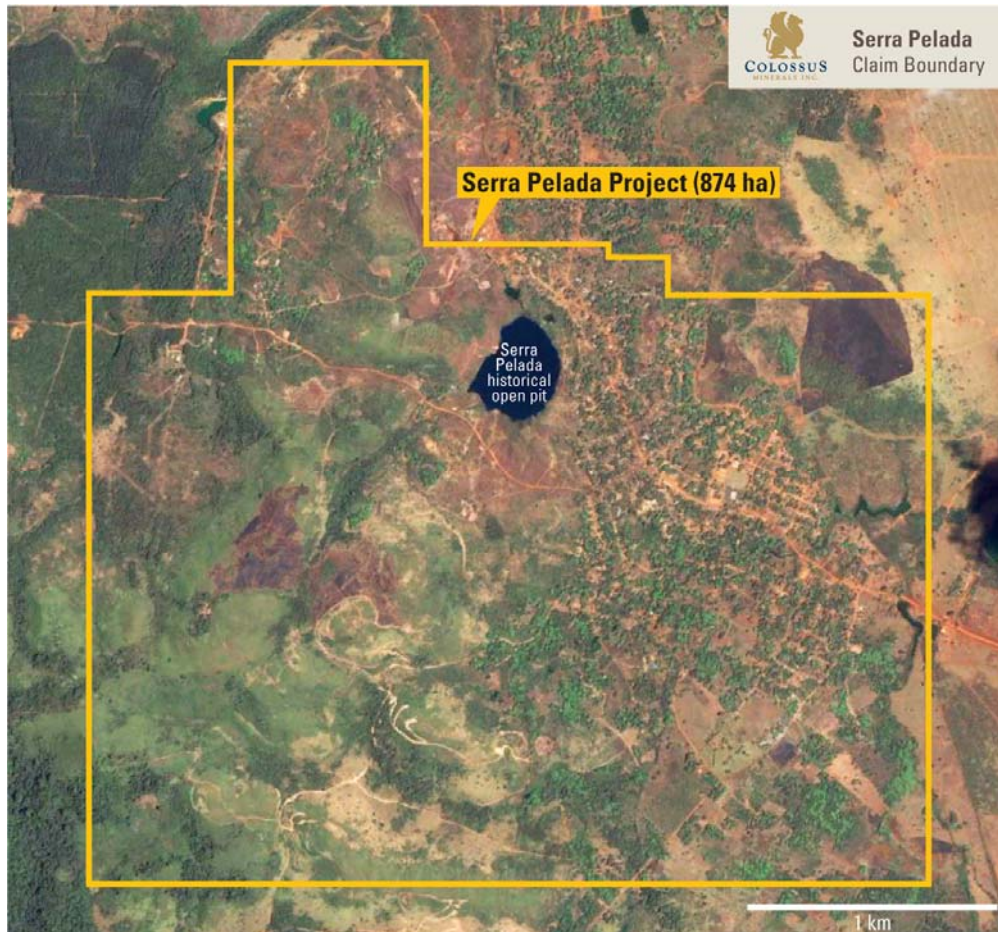 COLOSSUS
MINERALS INC.
Serra Pelada
Claim Boundary
Serra Pelada Project (874 ha)
Serra
Pelada
historical
open pit
1 km